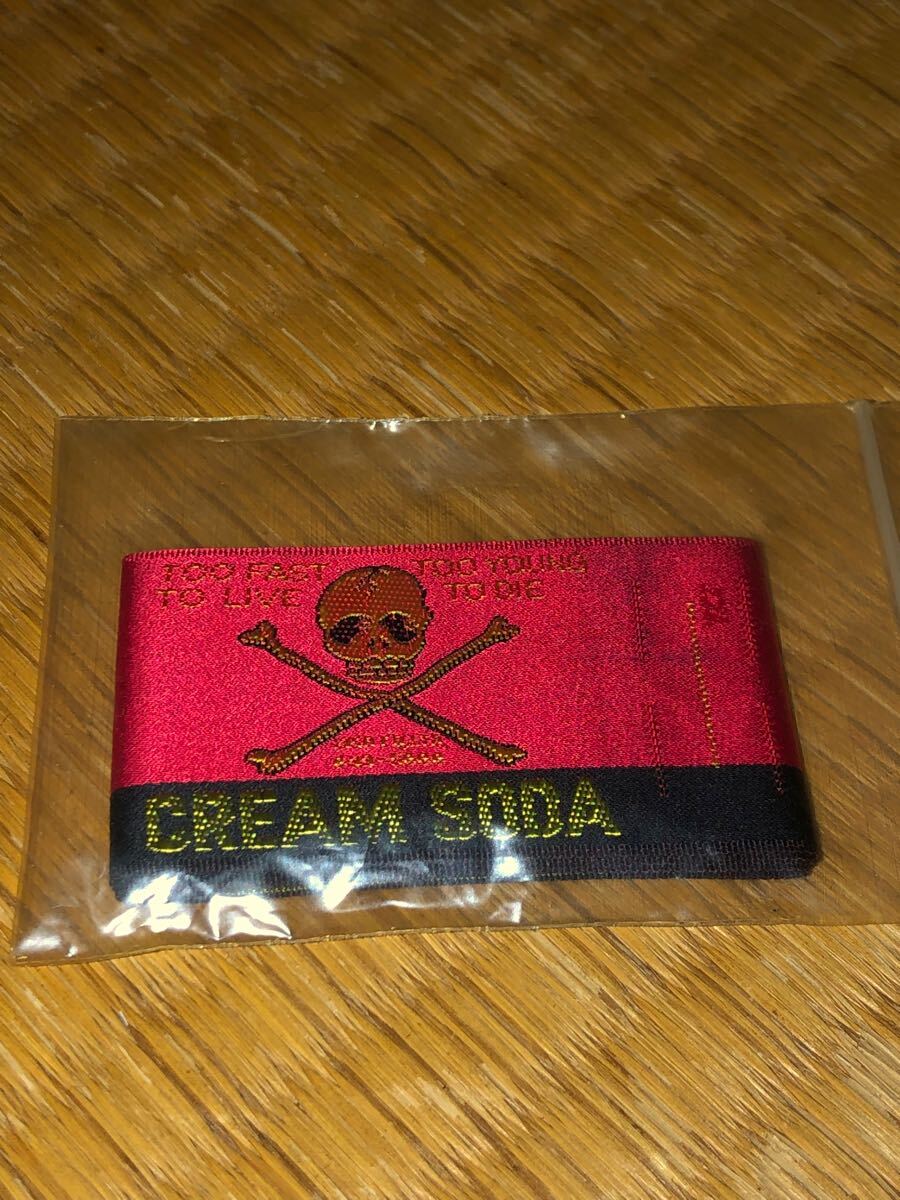 TOO FAST
TO LIVE
TOO YOUNG
TO DIE
CREAM SODA